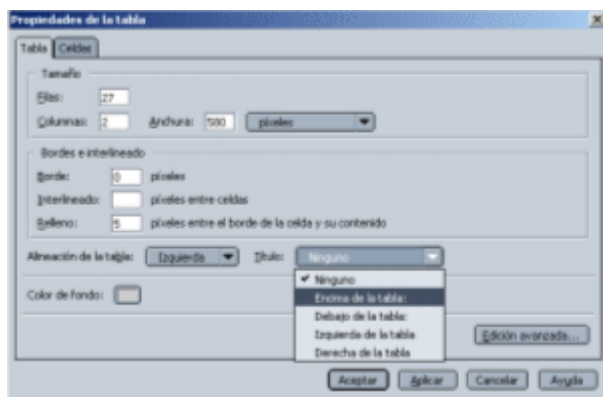 Propiedades de la tabla
Tabla Celdas
Tamaño
Filas: 27
Columnas: 2 Anchura: 580 píxeles
Bordes e interlineado
Borde: 0 píxeles
Interlineado: píxeles entre celdas
Relleno: 5 píxeles entre el borde de la celda y su contenido
Alineación de la tabla: Izquierda Título: Ninguno
✔ Ninguno
Encima de la tabla:
Debajo de la tabla:
Izquierda de la tabla
Derecha de la tabla
Color de fondo:
Edición avanzada...
Aceptar Aplicar Cancelar Ayuda